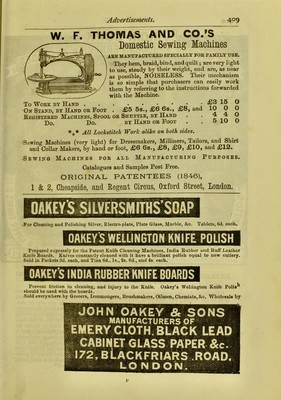 Advertisements. 409
W. F. THOMAS AND CO.'S
Domestic Sewing Machines
ARE MANUFACTURED SPECIALLY FOR FAMILY USE.
They hem, braid, bind, and quilt; are very light
to use, steady by their weight, and are, as near
as possible, NOISELESS. Their mechanism
is so simple that purchasers can easily work
them by referring to the instructions forwarded
with the Machine.
TO WORK BY HAND . £3 15 0
ON STAND, BY HAND OR FOOT . £5 5s., £6 6s., £8, and 10 0 0
REGISTERED MACHINES, SPOOL OR SHUTTLE, BY HAND . 4 4 0
Do. Do. BY HAND OR FOOT . 5 10 0
*** All Lockstitch Work alike on both sides.
Sewing Machines (very light) for Dressmakers, Milliners, Tailors, and Shirt
and Collar Makers, by hand or foot, £6 6s., £8, £9, £10, and £12.
SEWING MACHINES FOR ALL MANUFACTURING PURPOSES.
Catalogues and Samples Post Free.
ORIGINAL PATENTEES (1846),
1 & 2, Cheapside, and Regent Circus, Oxford Street, London.
OAKEY'S SILVERSMITHS' SOAP
For Cleaning and Polishing Silver, Electro-plate, Plate Glass, Marble, &c. Tablets, 6d. each.
OAKEY'S WELLINGTON KNIFE POLISH
Prepared expressly for the Patent Knife Cleaning Machines, India Rubber and Buff Leather
Knife Boards. Knives constantly cleaned with it have a brilliant polish equal to new cutlery.
Sold in Packets 3d. each, and Tins 6d., 1s., 2s. 6d., and 4s. each.
OAKEY'S INDIA RUBBER KNIFE BOARDS
Prevent friction in cleaning, and injury to the Knife. Oakey's Wellington Knife Polish
should be used with the boards.
Sold everywhere by Grocers, Ironmongers, Brushmakers, Oilmen, Chemists, &c. Wholesale by
JOHN OAKEY & SONS
MANUFACTURERS OF
EMERY CLOTH, BLACK LEAD
CABINET GLASS PAPER &c.
172, BLACKFRIARS ROAD,
LONDON.